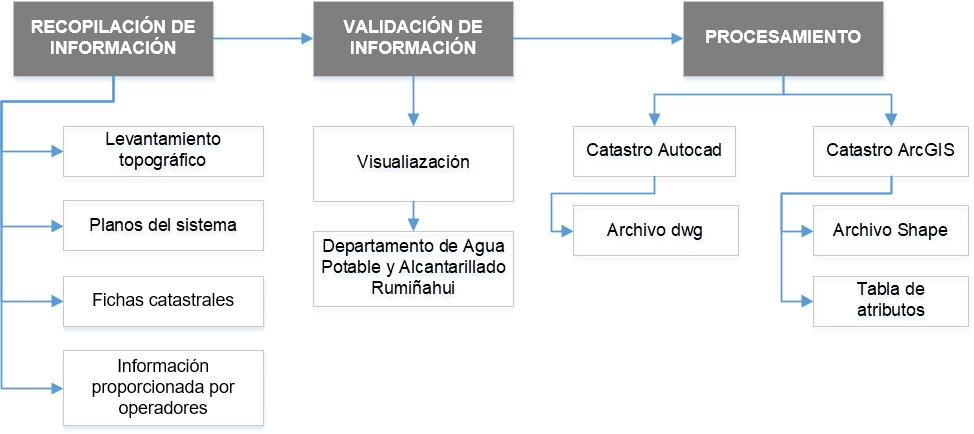 RECOPILACIÓN DE
INFORMACIÓN
VALIDACIÓN DE
INFORMACIÓN
PROCESAMIENTO
Levantamiento
topográfico
Planos del sistema
Fichas catastrales
Información
proporcionada por
operadores
Visualiazación
Departamento de Agua
Potable y Alcantarillado
Rumiñahui
Catastro Autocad
Archivo dwg
Catastro ArcGIS
Archivo Shape
Tabla de
atributos